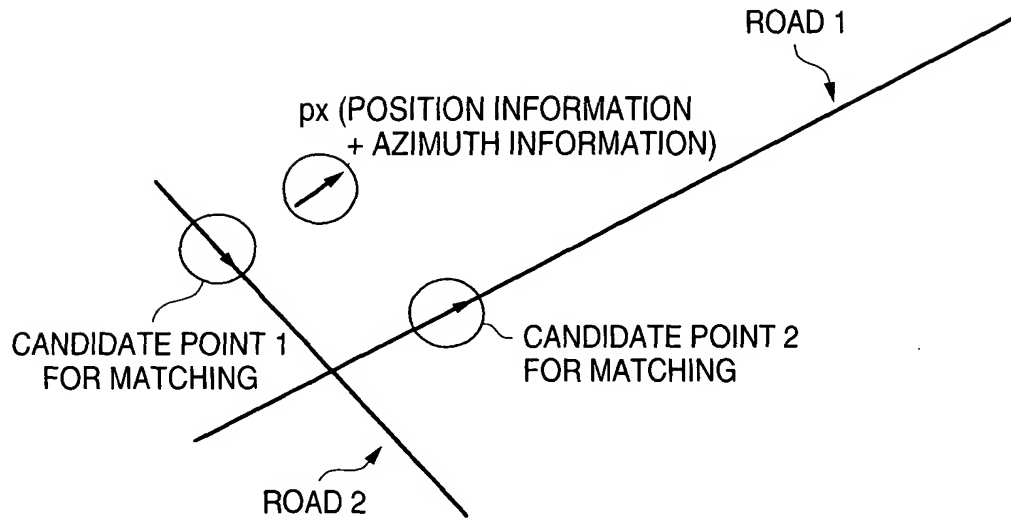 ROAD 1
px (POSITION INFORMATION
+ AZIMUTH INFORMATION)
CANDIDATE POINT 1
FOR MATCHING
CANDIDATE POINT 2
FOR MATCHING
ROAD 2